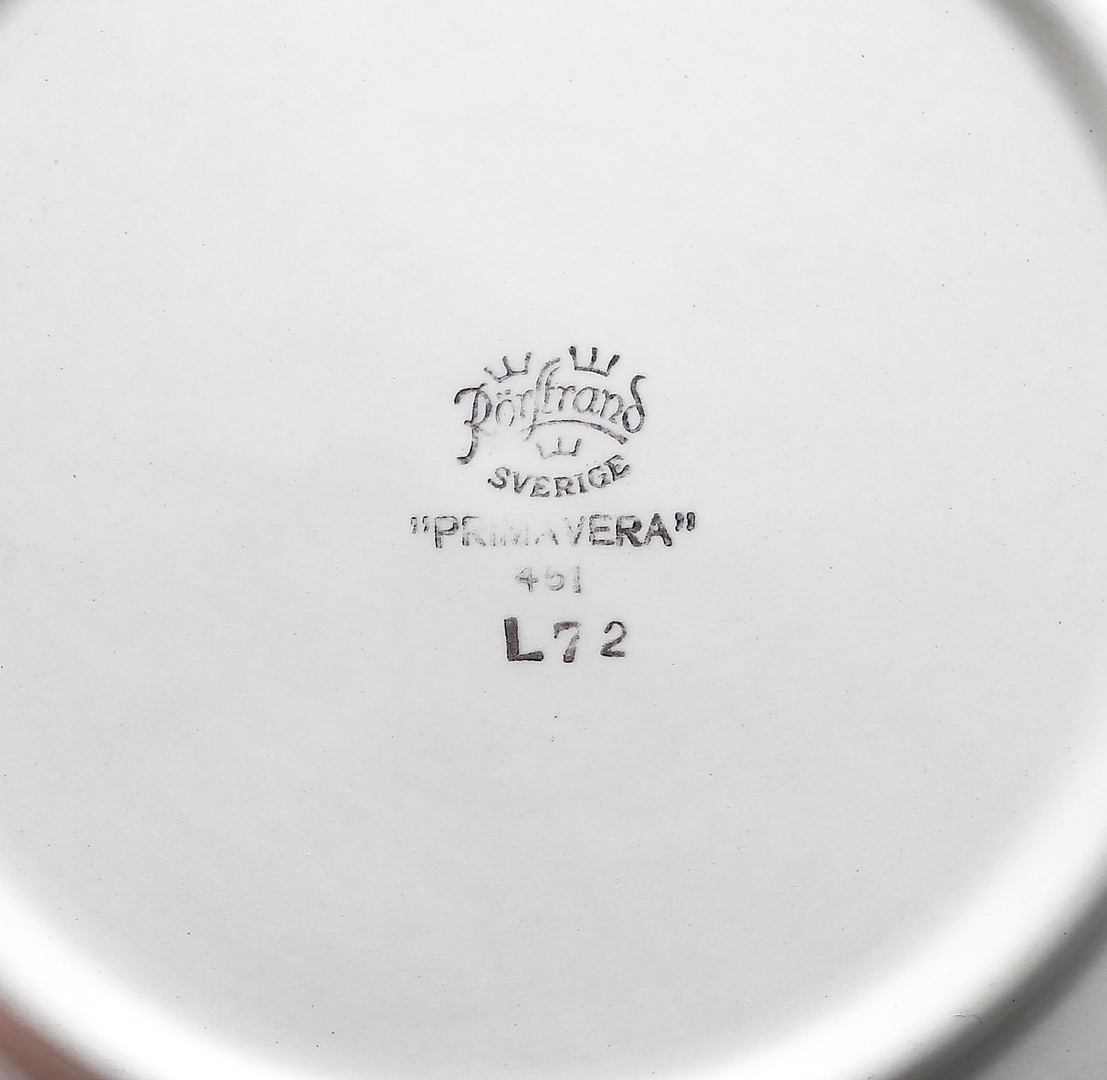 Rörstrand
SVERIGE
"PRIMAVERA"
451
L72